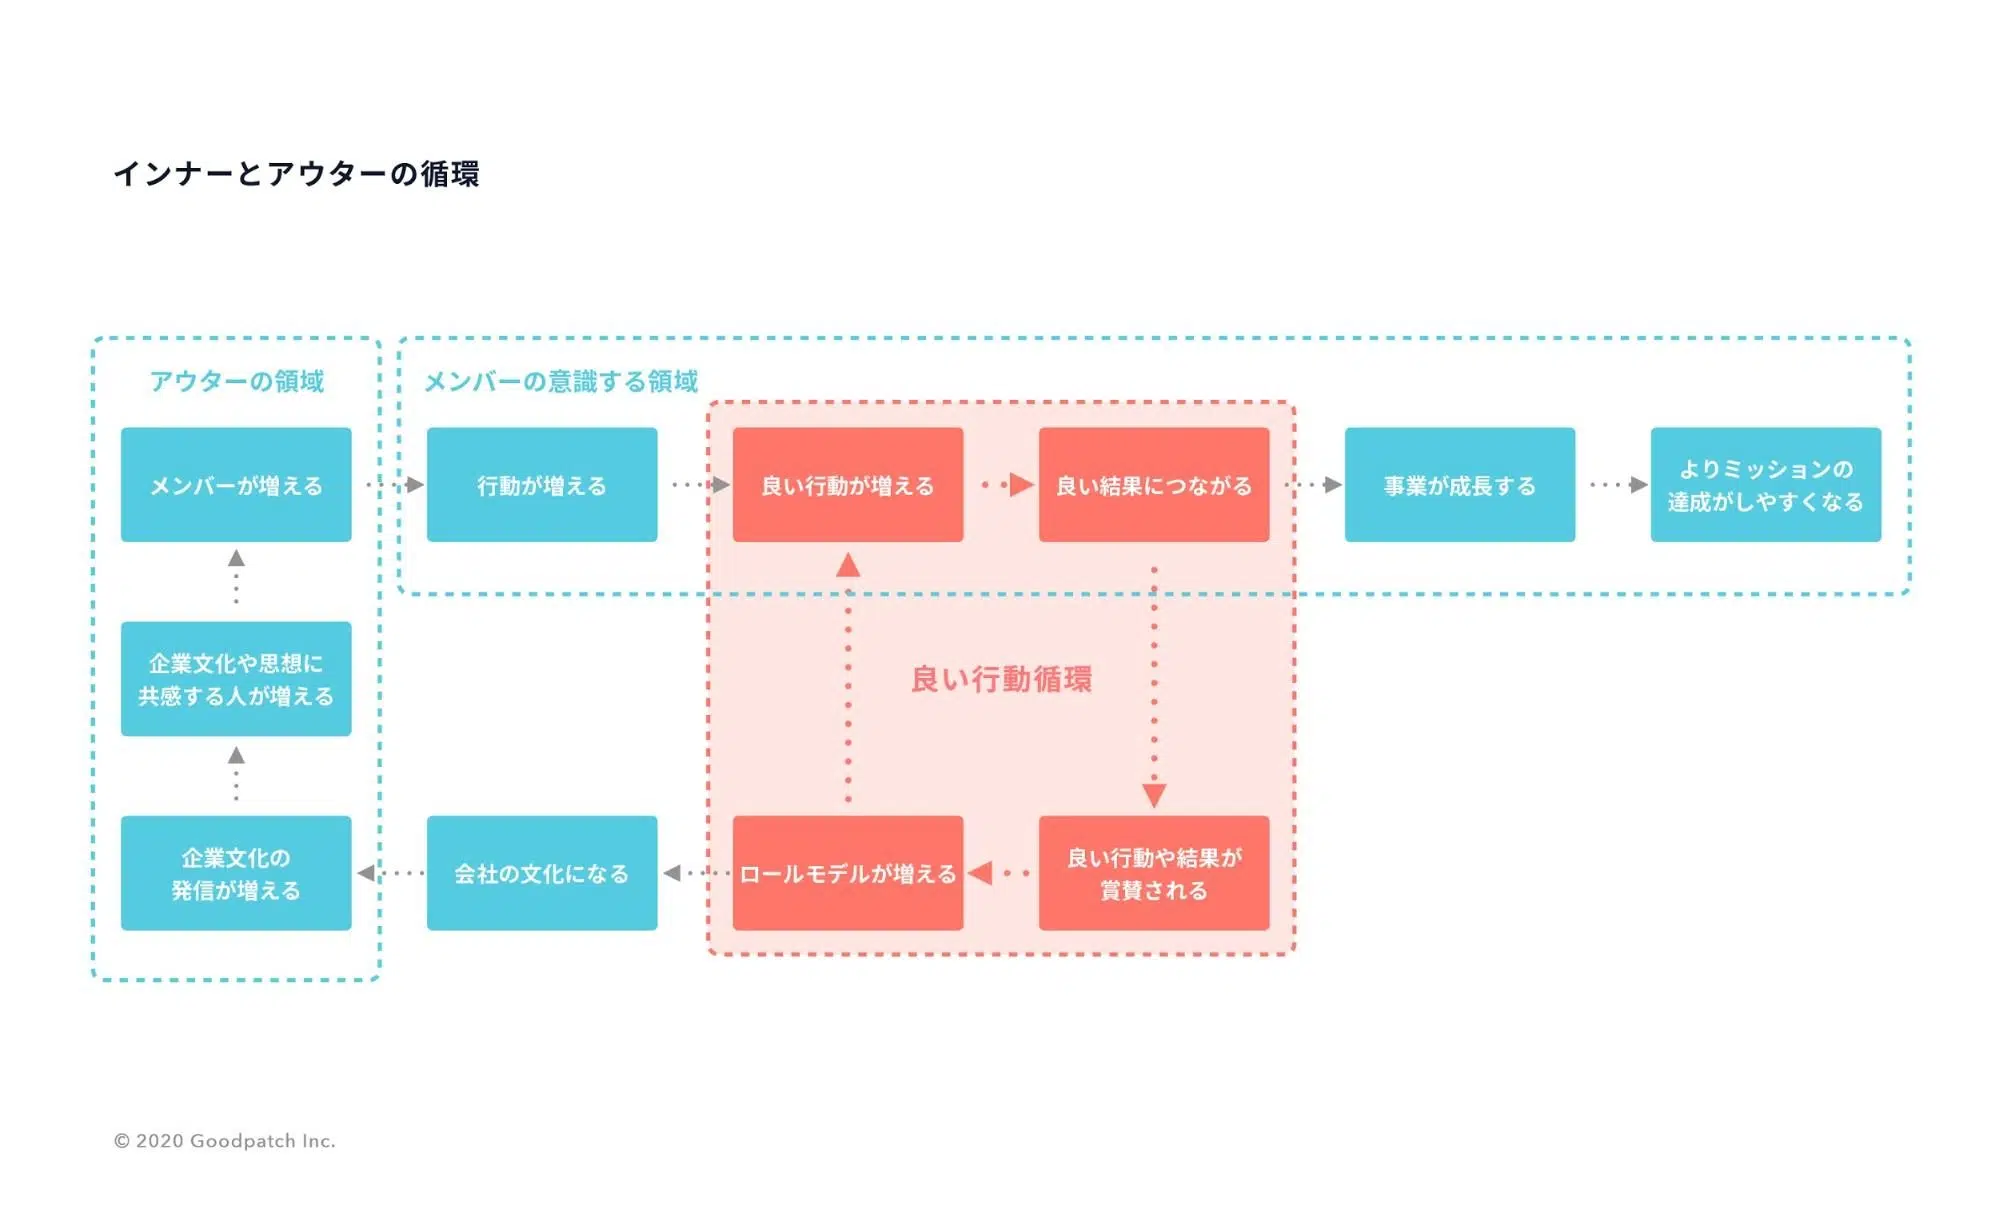 インナーとアウターの循環
アウターの領域
メンバーの意識する領域
メンバーが増える
行動が増える
良い行動が増える
良い結果につながる
事業が成長する
よりミッションの
達成がしやすくなる
企業文化や思想に
共感する人が増える
良い行動循環
企業文化の
発信が増える
会社の文化になる
ロールモデルが増える
良い行動や結果が
賞賛される
© 2020 Goodpatch Inc.